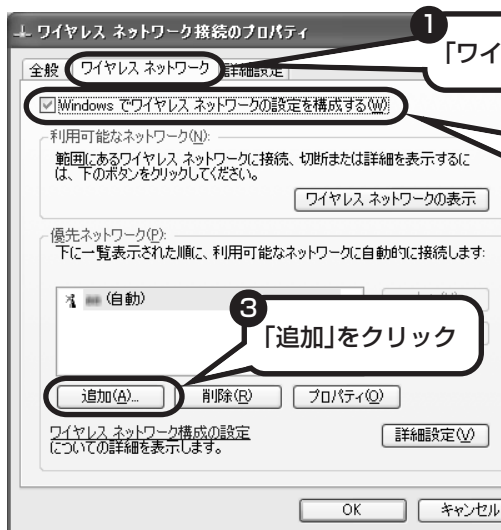 ワイヤレス ネットワーク接続のプロパティ
❶
「ワイ
全般
ワイヤレス ネットワーク
詳細設定
Windows でワイヤレス ネットワークの設定を構成する(W)
利用可能なネットワーク(N):
範囲にあるワイヤレス ネットワークに接続、切断または詳細を表示するに
は、下のボタンをクリックしてください。
ワイヤレス ネットワークの表示
優先ネットワーク(P):
下に一覧表示された順に、利用可能なネットワークに自動的に接続します:
(自動)
❸
「追加」をクリック
追加(A)...
削除(R)
プロパティ(O)
ワイヤレス ネットワーク構成の設定
についての詳細を表示します。
詳細設定(V)
OK
キャンセル